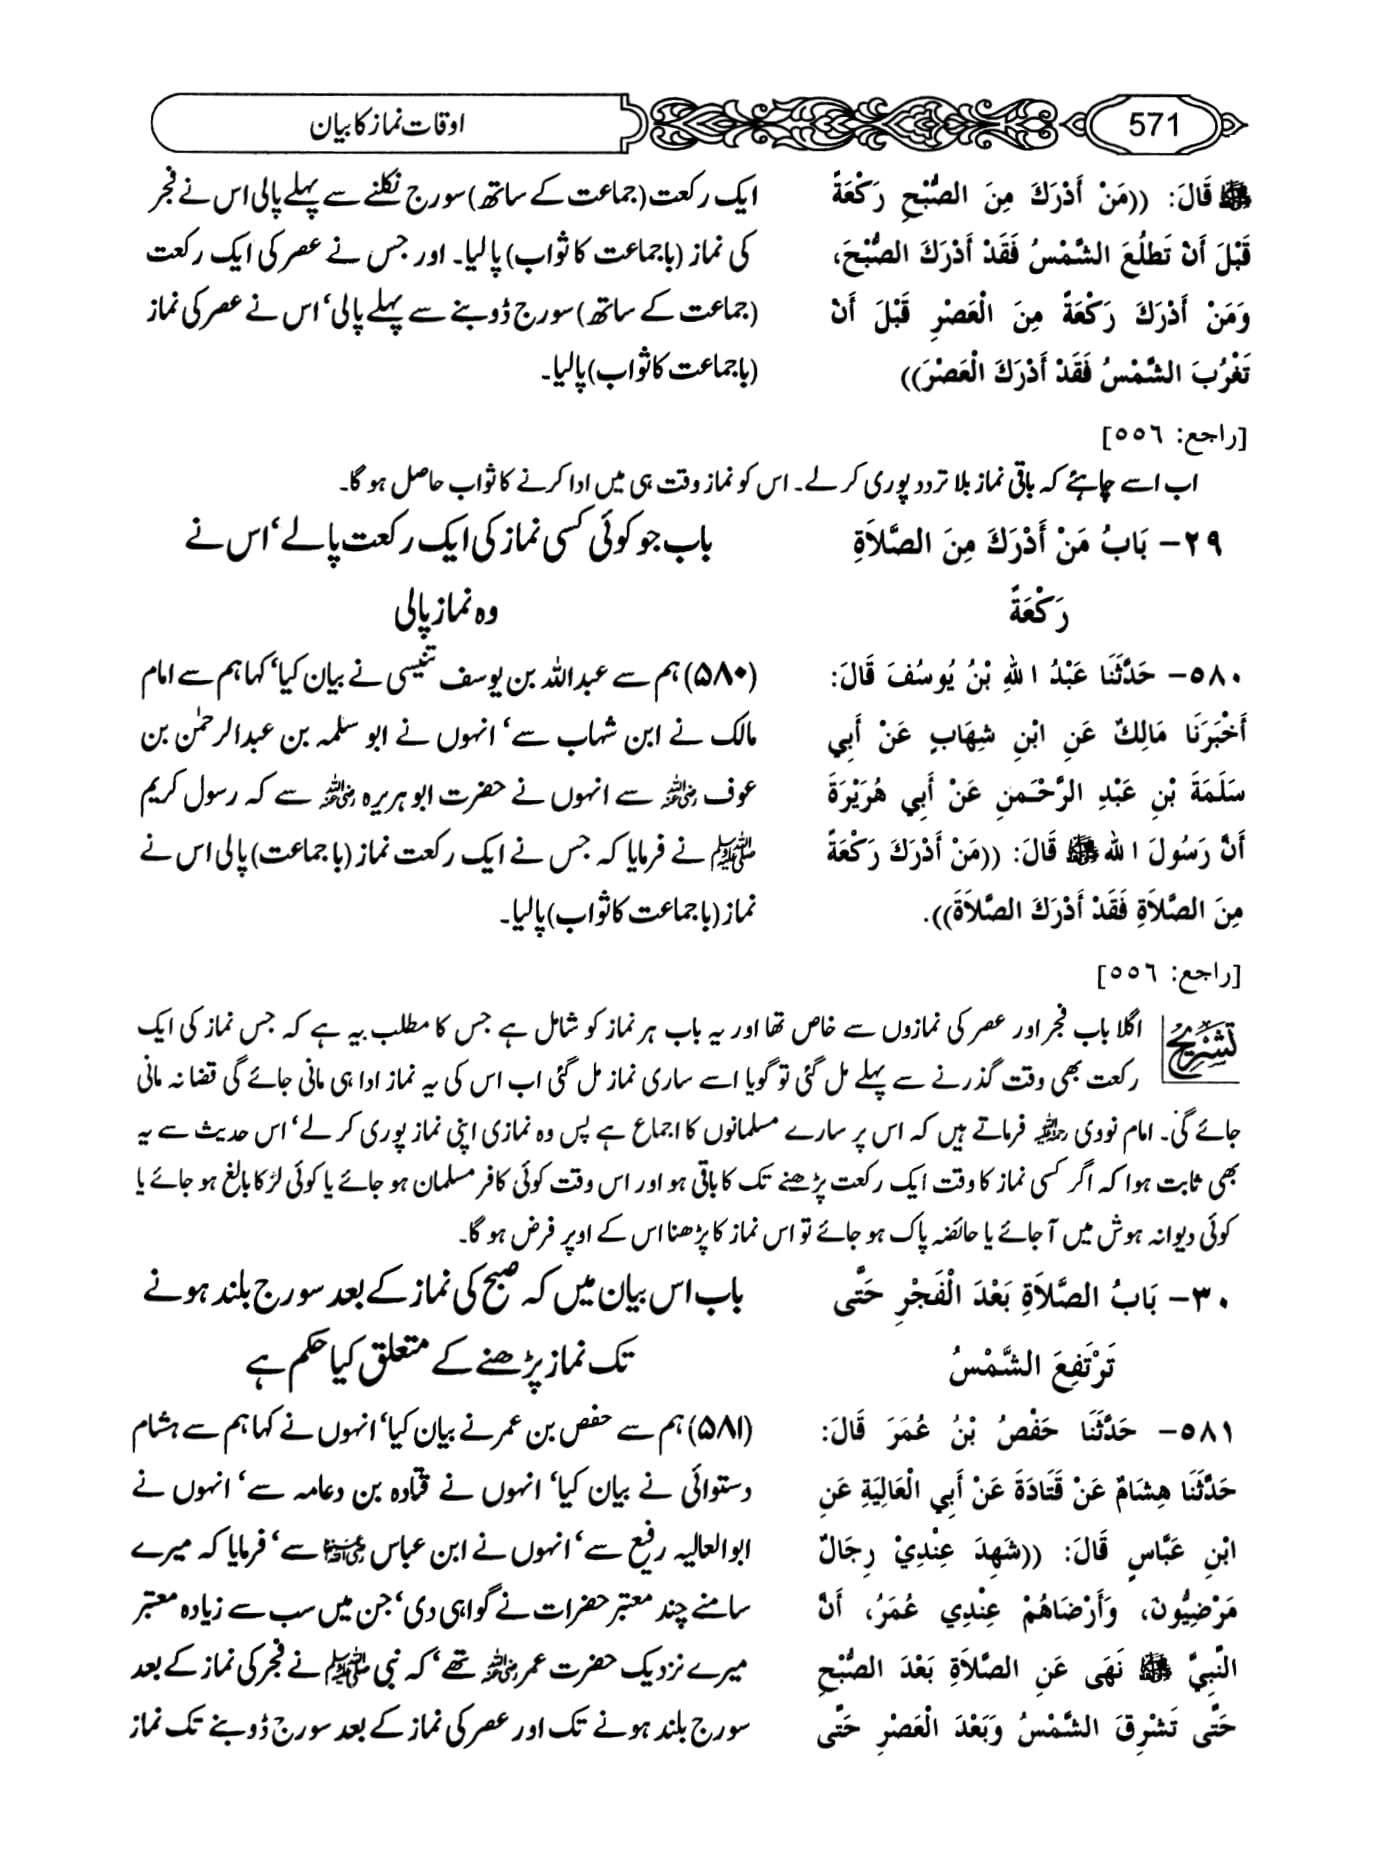 571
اوقات نماز کا بیان
ﷺ قَالَ: ((مَنْ أَدْرَكَ مِنَ الصُّبْحِ رَكْعَةً
قَبْلَ أَنْ تَطلُعَ الشَّمْسُ فَقَدْ أَدْرَكَ الصُّبْحَ،
وَمَنْ أَدْرَكَ رَكْعَةً مِنَ الْعَصْرِ قَبْلَ أَنْ
تَغْرُبَ الشَّمْسُ فَقَدْ أَدْرَكَ الْعَصْرَ))
[راجع: ٥٥٦]
ایک رکعت (جماعت کے ساتھ) سورج نکلنے سے پہلے پالی اس نے فجر
کی نماز (باجماعت کا ثواب) پالیا۔ اور جس نے عصر کی ایک رکعت
(جماعت کے ساتھ) سورج ڈوبنے سے پہلے پالی‘ اس نے عصر کی نماز
(باجماعت کا ثواب) پالیا۔
اب اسے چاہئے کہ باقی نماز بلا تردد پوری کر لے۔ اس کو نماز وقت ہی میں ادا کرنے کا ثواب حاصل ہو گا۔
٢٩- بَابُ مَنْ أَدْرَكَ مِنَ الصَّلاَةِ
رَكْعَةً
باب جو کوئی کسی نماز کی ایک رکعت پالے‘ اس نے
وہ نماز پالی
٥٨٠- حَدَّثَنَا عَبْدُ اللهِ بْنُ يُوسُفَ قَالَ:
أَخْبَرَنَا مَالِكٌ عَنِ ابْنِ شِهَابٍ عَنْ أَبِي
سَلَمَةَ بْنِ عَبْدِ الرَّحْمَنِ عَنْ أَبِي هُرَيْرَةَ
أَنَّ رَسُولَ اللهِ ﷺ قَالَ: ((مَنْ أَدْرَكَ رَكْعَةً
مِنَ الصَّلاَةِ فَقَدْ أَدْرَكَ الصَّلاَةَ)).
[راجع: ٥٥٦]
(۵۸۰) ہم سے عبداللہ بن یوسف تنیسی نے بیان کیا‘ کہا ہم سے امام
مالک نے ابن شہاب سے‘ انہوں نے ابو سلمہ بن عبدالرحمٰن بن
عوف رضی اللہ عنہ سے انہوں نے حضرت ابو ہریرہ رضی اللہ عنہ سے کہ رسول کریم
ﷺ نے فرمایا کہ جس نے ایک رکعت نماز (باجماعت) پالی اس نے
نماز (باجماعت کا ثواب) پالیا۔
تشریح
اگلا باب فجر اور عصر کی نمازوں سے خاص تھا اور یہ باب ہر نماز کو شامل ہے جس کا مطلب یہ ہے کہ جس نماز کی ایک
رکعت بھی وقت گذرنے سے پہلے مل گئی تو گویا اسے ساری نماز مل گئی اب اس کی یہ نماز ادا ہی مانی جائے گی قضا نہ مانی
جائے گی۔ امام نووی رحمۃ اللہ علیہ فرماتے ہیں کہ اس پر سارے مسلمانوں کا اجماع ہے پس وہ نمازی اپنی نماز پوری کر لے‘ اس حدیث سے یہ
بھی ثابت ہوا کہ اگر کسی نماز کا وقت ایک رکعت پڑھنے تک کا باقی ہو اور اس وقت کوئی کافر مسلمان ہو جائے یا کوئی لڑکا بالغ ہو جائے یا
کوئی دیوانہ ہوش میں آجائے یا حائضہ پاک ہو جائے تو اس نماز کا پڑھنا اس کے اوپر فرض ہو گا۔
٣٠- بَابُ الصَّلاَةِ بَعْدَ الْفَجْرِ حَتَّى
تَرْتَفِعَ الشَّمْسُ
باب اس بیان میں کہ صبح کی نماز کے بعد سورج بلند ہونے
تک نماز پڑھنے کے متعلق کیا حکم ہے
٥٨١- حَدَّثَنَا حَفْصُ بْنُ عُمَرَ قَالَ:
حَدَّثَنَا هِشَامٌ عَنْ قَتَادَةَ عَنْ أَبِي الْعَالِيَةِ عَنِ
ابْنِ عَبَّاسٍ قَالَ: ((شَهِدَ عِنْدِيْ رِجَالٌ
مَرْضِيُّونَ، وَأَرْضَاهُمْ عِنْدِي عُمَرُ، أَنَّ
النَّبِيَّ ﷺ نَهَى عَنِ الصَّلاَةِ بَعْدَ الصُّبْحِ
حَتَّى تَشْرِقَ الشَّمْسُ وَبَعْدَ الْعَصْرِ حَتَّى
(۵۸۱) ہم سے حفص بن عمر نے بیان کیا‘ انہوں نے کہا ہم سے ہشام
دستوائی نے بیان کیا‘ انہوں نے قتادہ بن دعامہ سے‘ انہوں نے
ابوالعالیہ رفیع سے‘ انہوں نے ابن عباس رضی اللہ عنہما سے‘ فرمایا کہ میرے
سامنے چند معتبر حضرات نے گواہی دی‘ جن میں سب سے زیادہ معتبر
میرے نزدیک حضرت عمر رضی اللہ عنہ تھے‘ کہ نبی ﷺ نے فجر کی نماز کے بعد
سورج بلند ہونے تک اور عصر کی نماز کے بعد سورج ڈوبنے تک نماز